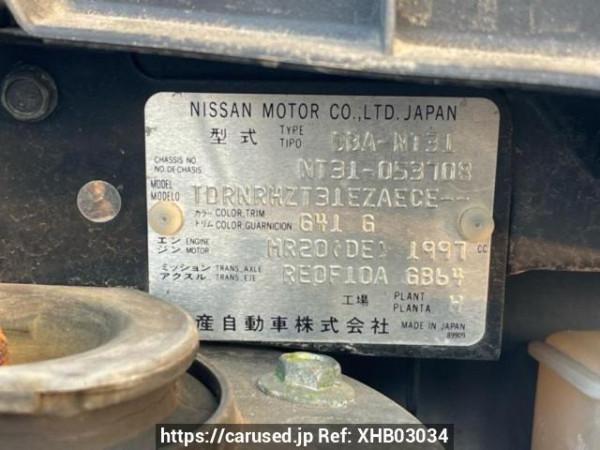 NISSAN MOTOR CO.,LTD.JAPAN
型式 TYPE TIPO DBA-NT31
CHASSIS NO. NO.DE CHASIS NT31-053708
MODEL MODELO TDRNRHZT31EZAECE--
カラー COLOR,TRIM
トリム COLOR,GUARNICION G41 G
エンジン ENGINE MOTOR MR20(DE) 1997 CC
ミッション TRANS,AXLE
アクスル TRANS,EJE RE0F10A GB64
工場 PLANT PLANTA H
産自動車株式会社 MADE IN JAPAN
89909
https://carused.jp Ref: XHB03034